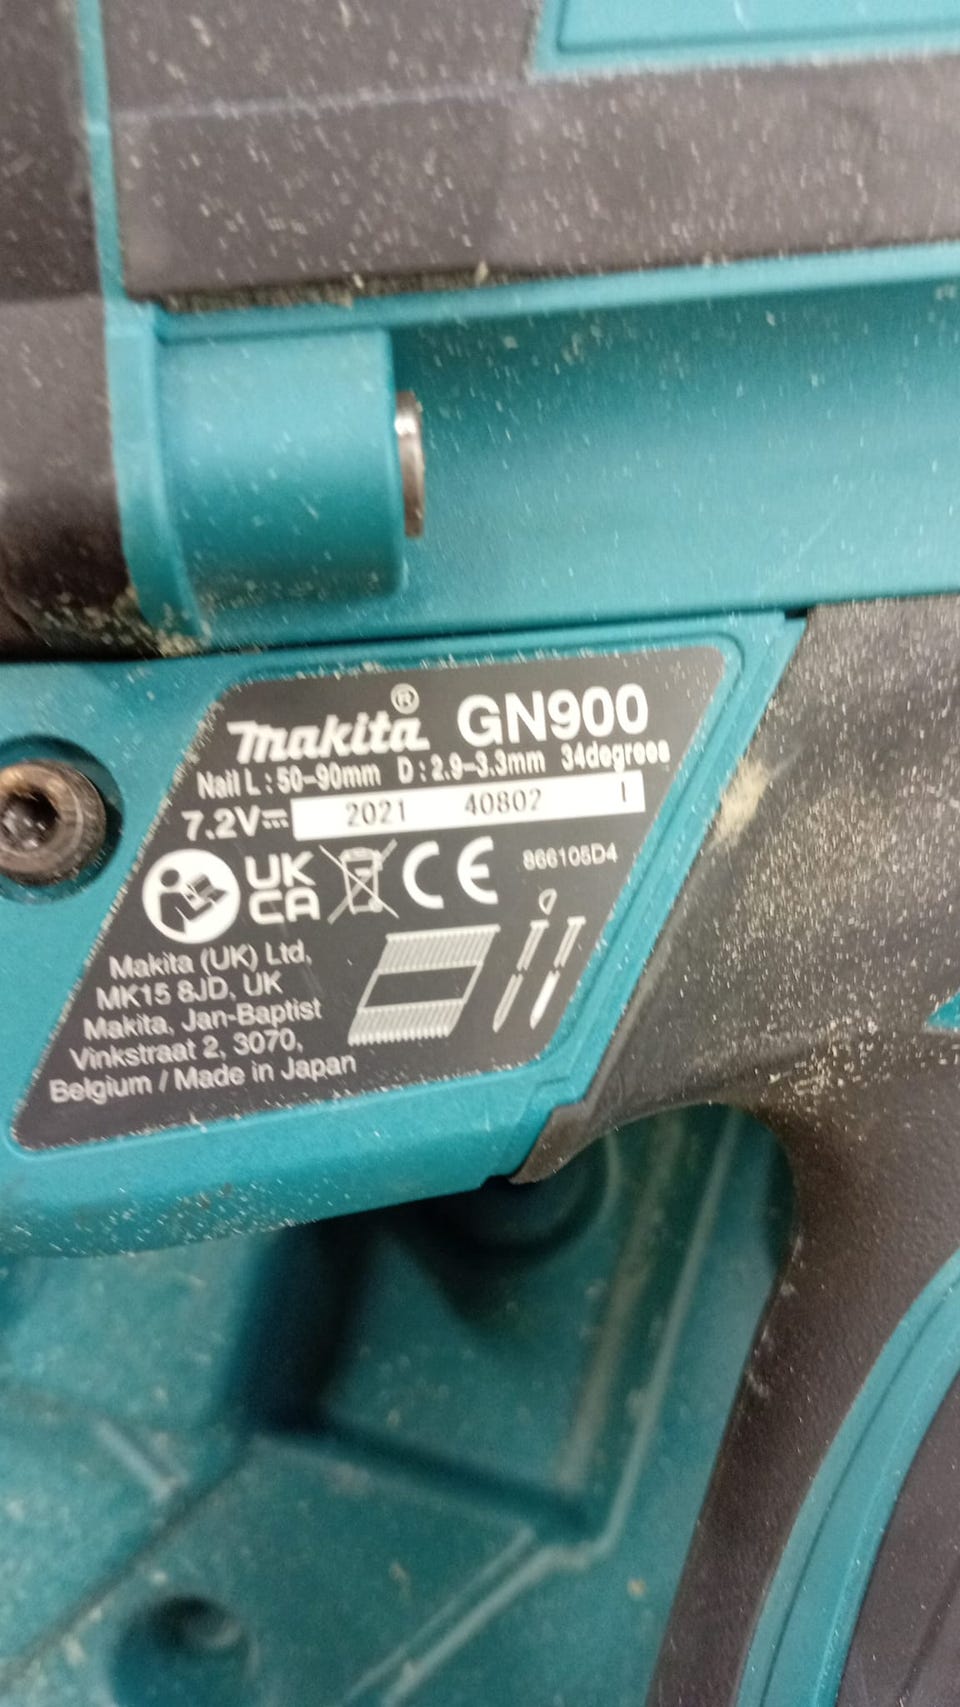 makita® GN900
Nail L : 50–90mm D : 2.9–3.3mm 34degrees
7.2V 2021 40802 I
UK CA CE 866105D4
Makita (UK) Ltd,
MK15 8JD, UK
Makita, Jan-Baptist
Vinkstraat 2, 3070,
Belgium / Made in Japan